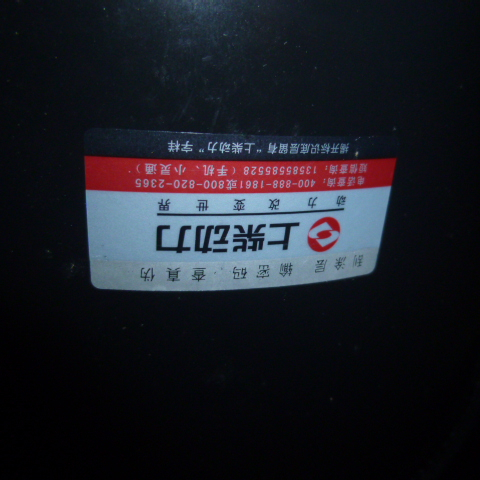 刮涂层 输密码 查真伪
上柴动力
动力改变世界
电话查询：400-888-1861或800-820-2365
短信查询：13585585528（手机、小灵通）
揭开标识底层留有"上柴动力"字样